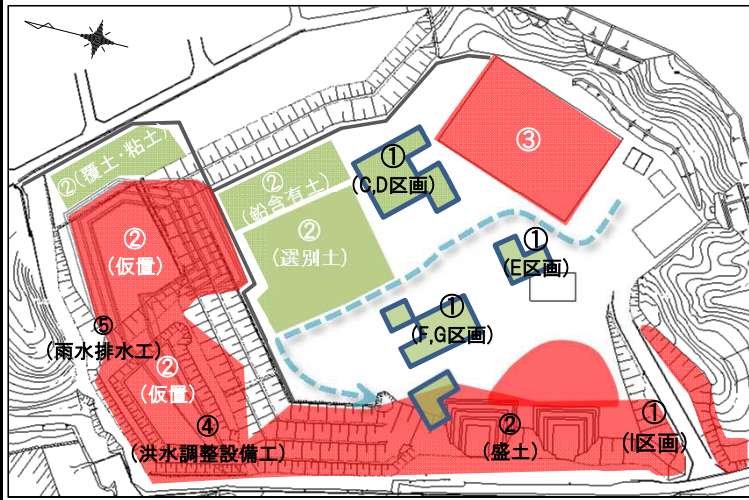 ②(覆土・粘土)
②
(鉛含有土)
①
(C,D区画)
③
②
(仮置)
②
(選別土)
①
(E区画)
①
(F,G区画)
⑤
(雨水排水工)
②
(仮置)
④
(洪水調整設備工)
②
(盛土)
①
(I区画)